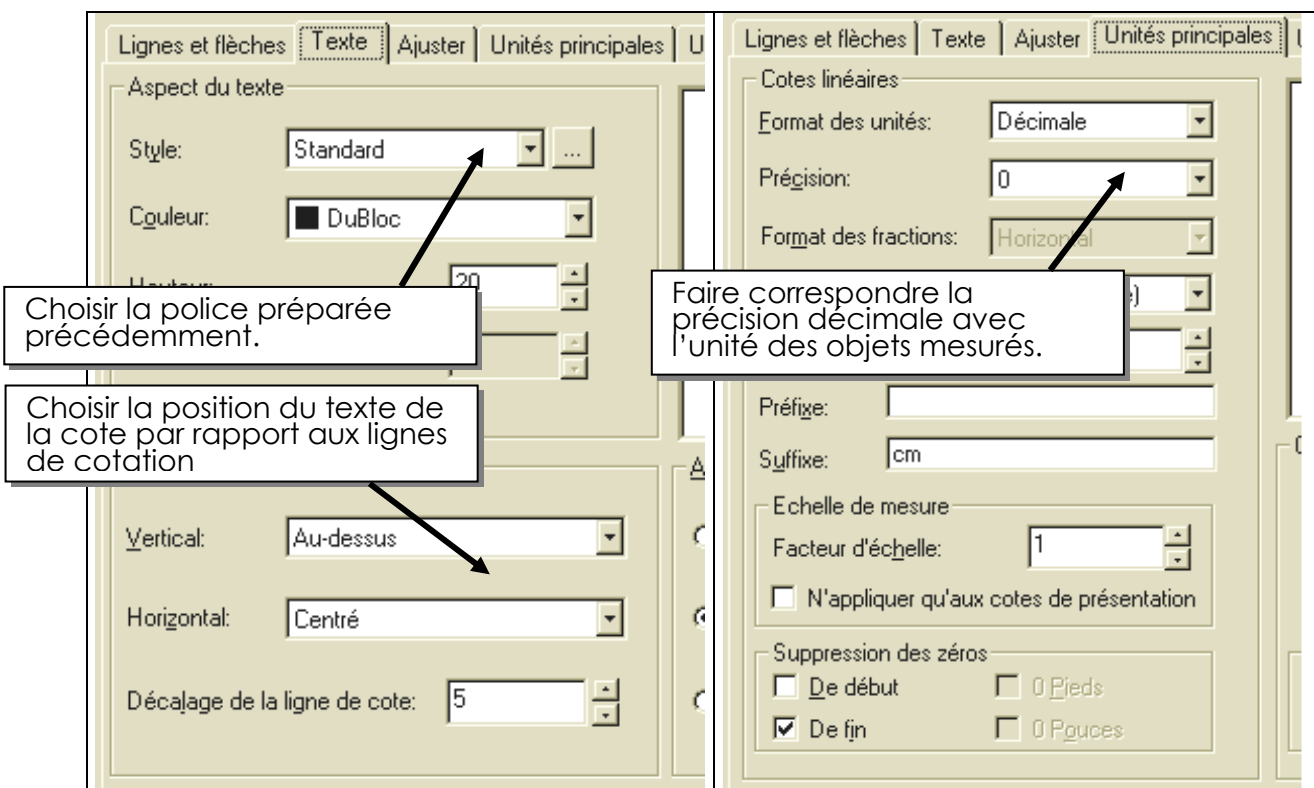 Lignes et flèches Texte Ajuster Unités principales
Aspect du texte
Style: Standard ...
Couleur: DuBloc
Hauteur: 20
Choisir la police préparée
précédemment.
Choisir la position du texte de
la cote par rapport aux lignes
de cotation
Vertical: Au-dessus
Horizontal: Centré
Décalage de la ligne de cote: 5
Lignes et flèches Texte Ajuster Unités principales
Cotes linéaires
Format des unités: Décimale
Précision: 0
Format des fractions: Horizontal
Faire correspondre la
précision décimale avec
l'unité des objets mesurés.
Préfixe:
Suffixe: cm
Echelle de mesure
Facteur d'échelle: 1
N'appliquer qu'aux cotes de présentation
Suppression des zéros
De début 0 Pieds
De fin 0 Pouces